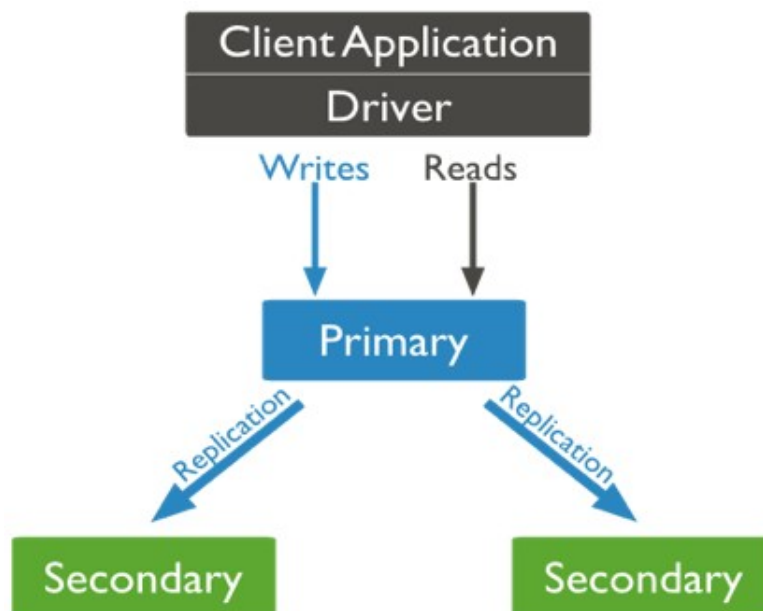 Client Application
Driver
Writes Reads
Primary
Replication Replication
Secondary Secondary